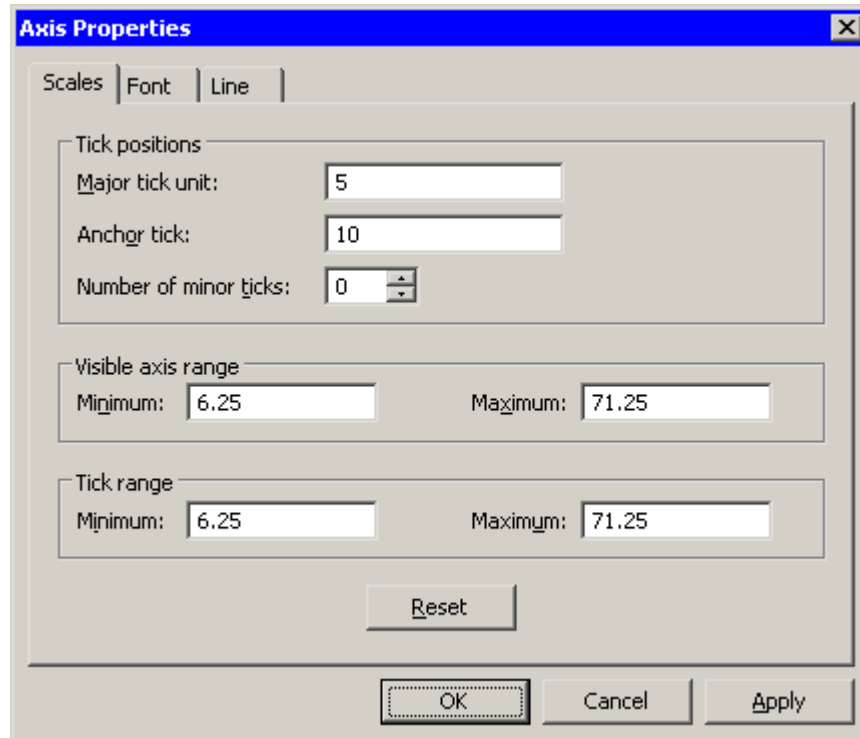 Axis Properties
Scales Font Line
Tick positions
Major tick unit: 5
Anchor tick: 10
Number of minor ticks: 0
Visible axis range
Minimum: 6.25 Maximum: 71.25
Tick range
Minimum: 6.25 Maximum: 71.25
Reset
OK Cancel Apply